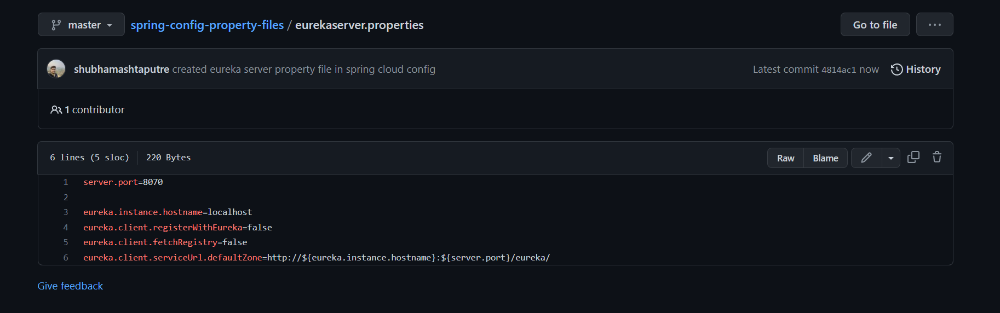 master spring-config-property-files / eurekaserver.properties Go to file ...
shubhamashtaputre created eureka server property file in spring cloud config Latest commit 4814ac1 now History
1 contributor
6 lines (5 sloc) 220 Bytes Raw Blame
1 server.port=8070
2
3 eureka.instance.hostname=localhost
4 eureka.client.registerWithEureka=false
5 eureka.client.fetchRegistry=false
6 eureka.client.serviceUrl.defaultZone=http://${eureka.instance.hostname}:${server.port}/eureka/
Give feedback